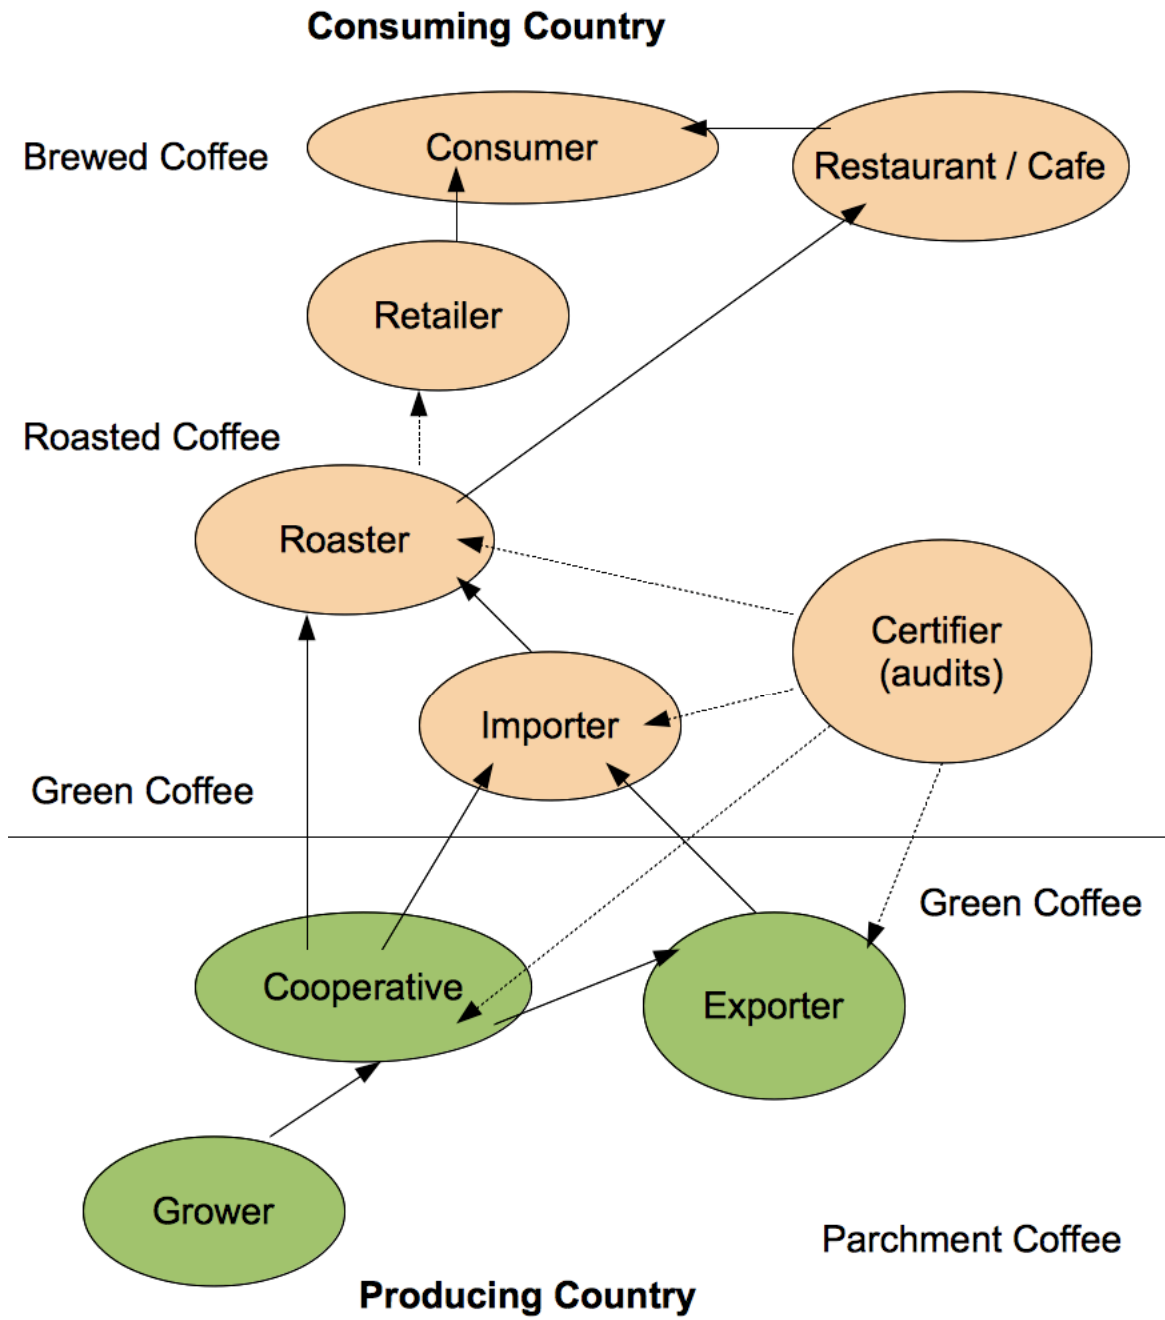 Consuming Country
Consumer
Brewed Coffee
Restaurant / Cafe
Retailer
Roasted Coffee
Roaster
Certifier
(audits)
Importer
Green Coffee
Green Coffee
Cooperative
Exporter
Grower
Parchment Coffee
Producing Country